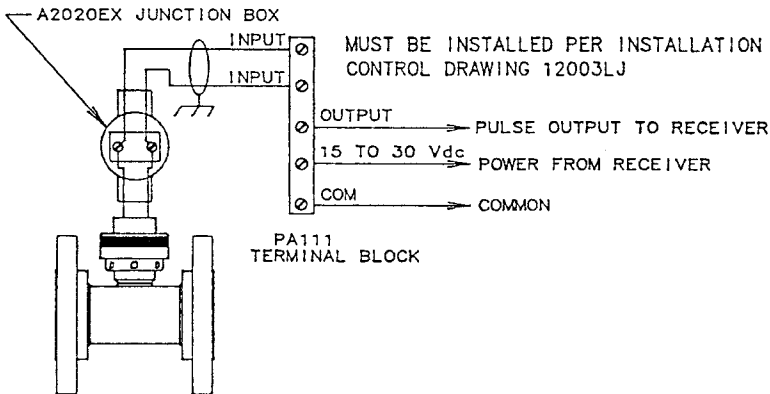 A2020EX JUNCTION BOX
INPUT
MUST BE INSTALLED PER INSTALLATION
CONTROL DRAWING 12003LJ
INPUT
OUTPUT
PULSE OUTPUT TO RECEIVER
15 TO 30 Vdc
POWER FROM RECEIVER
COM
COMMON
PA111
TERMINAL BLOCK